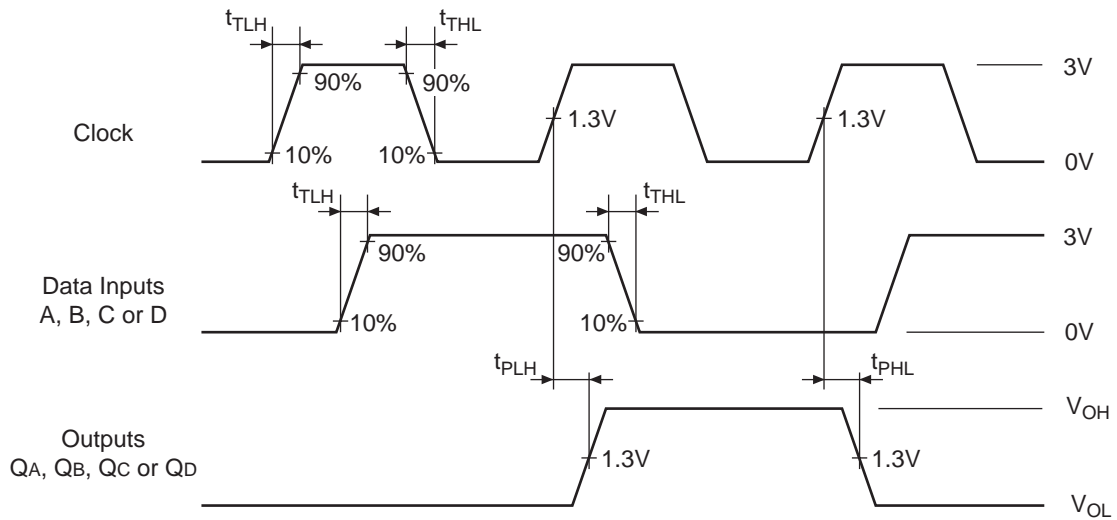 tTLH
tTHL
90%
90%
3V
Clock
1.3V
1.3V
10%
10%
0V
tTLH
tTHL
90%
90%
3V
Data Inputs
A, B, C or D
10%
10%
0V
tPLH
tPHL
VOH
Outputs
QA, QB, QC or QD
1.3V
1.3V
VOL